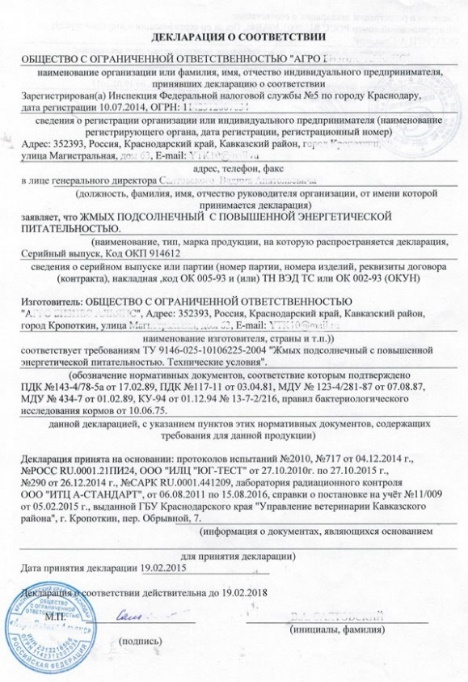 ДЕКЛАРАЦИЯ О СООТВЕТСТВИИ
ОБЩЕСТВО С ОГРАНИЧЕННОЙ ОТВЕТСТВЕННОСТЬЮ "АГРО
наименование организации или фамилия, имя, отчество индивидуального предпринимателя,
принявших декларацию о соответствии
Зарегистрирован(а) Инспекция Федеральной налоговой службы №5 по городу Краснодару,
дата регистрации 10.07.2014, ОГРН:
сведения о регистрации организации или индивидуального предпринимателя (наименование
регистрирующего органа, дата регистрации, регистрационный номер)
Адрес: 352393, Россия, Краснодарский край, Кавказский район,
улица Магистральная, E-mail:
адрес, телефон, факс
в лице генерального директора
(должность, фамилия, имя, отчество руководителя организации, от имени которой
принимается декларация)
заявляет, что ЖМЫХ ПОДСОЛНЕЧНЫЙ С ПОВЫШЕННОЙ ЭНЕРГЕТИЧЕСКОЙ
ПИТАТЕЛЬНОСТЬЮ.
(наименование, тип, марка продукции, на которую распространяется декларация,
Серийный выпуск, Код ОКП 914612
сведения о серийном выпуске или партии (номер партии, номера изделий, реквизиты договора
(контракта), накладная ,код ОК 005-93 и (или) ТН ВЭД ТС или ОК 002-93 (ОКУН)
Изготовитель: ОБЩЕСТВО С ОГРАНИЧЕННОЙ ОТВЕТСТВЕННОСТЬЮ
Адрес: 352393, Россия, Краснодарский край, Кавказский район,
город Кропоткин, улица E-mail:
наименование изготовителя, страны и т.п.))
соответствует требованиям ТУ 9146-025-10106225-2004 "Жмых подсолнечный с повышенной
энергетической питательностью. Технические условия".
(обозначение нормативных документов, соответствие которым подтверждено
ПДК №143-4/78-5а от 17.02.89, ПДК №117-11 от 03.04.81, МДУ № 123-4/281-87 от 07.08.87,
МДУ № 434-7 от 01.02.89, КУ-94 от 01.12.94 № 13-7-2/216, правил бактериологического
исследования кормов от 10.06.75.
данной декларацией, с указанием пунктов этих нормативных документов, содержащих
требования для данной продукции)
Декларация принята на основании: протоколов испытаний №2010, №717 от 04.12.2014 г.,
№РОСС RU.0001.21ПИ24, ООО "ИЛЦ "ЮГ-ТЕСТ" от 27.10.2010г. по 27.10.2015 г.,
№290 от 26.12.2014 г., №САРК RU.0001.441209, лаборатория радиационного контроля
ООО "ИТЦ А-СТАНДАРТ", от 06.08.2011 по 15.08.2016, справки о постановке на учёт №11/009
от 05.02.2015 г., выданной ГБУ Краснодарского края "Управление ветеринарии Кавказского
района", г. Кропоткин, пер. Обрывной, 7.
(информация о документах, являющихся основанием
для принятия декларации)
Дата принятия декларации 19.02.2015
Декларация о соответствии действительна до 19.02.2018
М.П.
(подпись) (инициалы, фамилия)
ОБЩЕСТВО
С ОГРАНИЧЕННОЙ
ОТВЕТСТВЕННОСТЬЮ
РОССИЙСКАЯ ФЕДЕРАЦИЯ